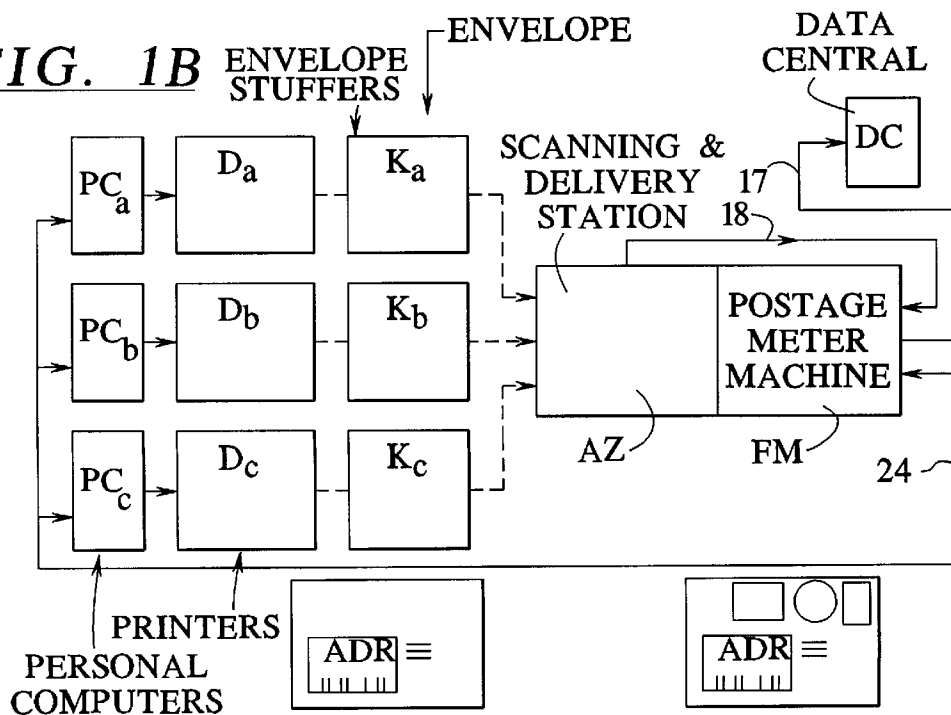 FIG. 1B
ENVELOPE
STUFFERS
ENVELOPE
DATA
CENTRAL
DC
PCa
Da
Ka
SCANNING &
DELIVERY
STATION
17
18
PCb
Db
Kb
POSTAGE
METER
MACHINE
PCc
Dc
Kc
AZ
FM
24
PRINTERS
PERSONAL
COMPUTERS
ADR
ADR